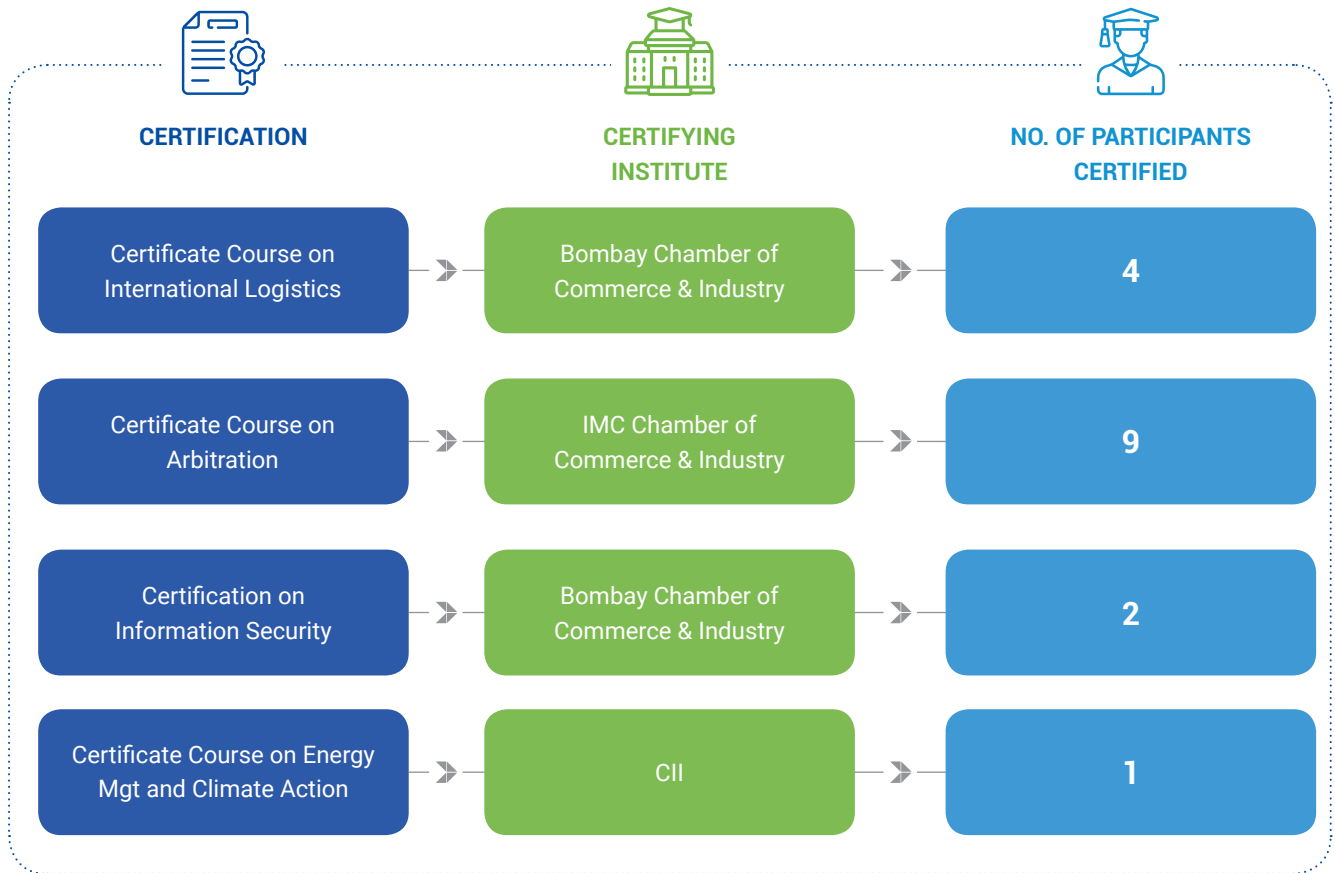 CERTIFICATION
CERTIFYING
INSTITUTE
NO. OF PARTICIPANTS
CERTIFIED
Certificate Course on
International Logistics
Bombay Chamber of
Commerce & Industry
4
Certificate Course on
Arbitration
IMC Chamber of
Commerce & Industry
9
Certification on
Information Security
Bombay Chamber of
Commerce & Industry
2
Certificate Course on Energy
Mgt and Climate Action
CII
1